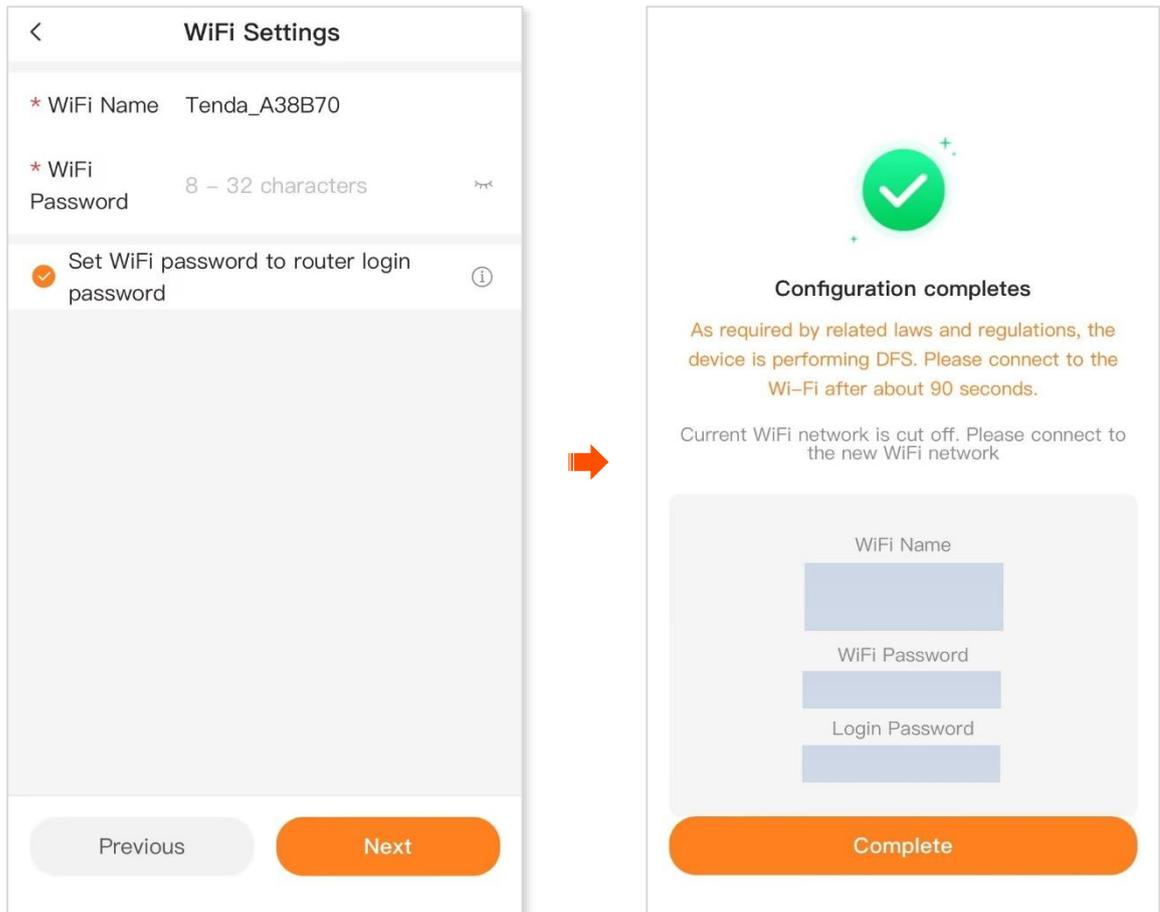 WiFi Settings
* WiFi Name Tenda_A38B70
* WiFi
Password
8 – 32 characters
Set WiFi password to router login
password
Previous
Next
Configuration completes
As required by related laws and regulations, the
device is performing DFS. Please connect to the
Wi–Fi after about 90 seconds.
Current WiFi network is cut off. Please connect to
the new WiFi network
WiFi Name
WiFi Password
Login Password
Complete